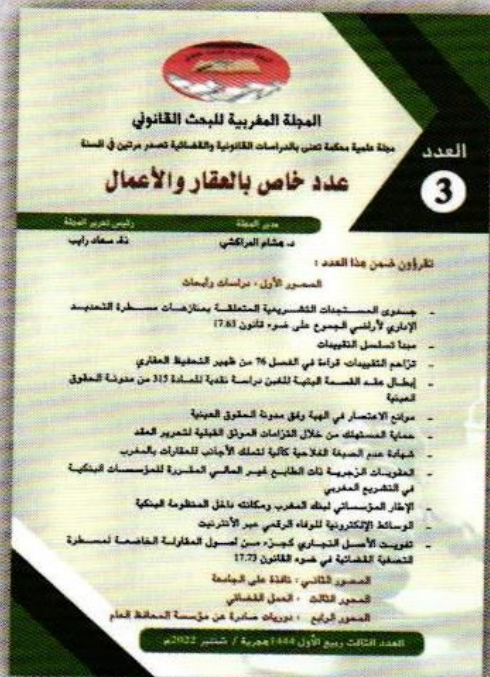 المجلة المغربية للبحث القانوني
مجلة علمية محكمة تعنى بالدراسات القانونية والقضائية تصدر مرتين في السنة
العدد
3
عدد خاص بالعقار والأعمال
مدير المجلة
رئيس تحرير المجلة
د. هشام المراكشي
ذة. سعاد رايب
تقرؤون ضمن هذا العدد :
المحور الأول : دراسات وأبحاث
- جدوى المستجدات التشريعية المتعلقة بمنازعات مسطرة التحديد
الإداري لأراضي الجموع على ضوء قانون 17.63
- مبدأ تسلسل التقييدات
- تزاحم التقييدات: قراءة في الفصل 76 من ظهير التحفيظ العقاري
- إبطال عقد القسمة البتية للغبن دراسة نقدية للمادة 315 من مدونة الحقوق
العينية
- موانع الاعتصار في الهبة وفق مدونة الحقوق العينية
- حماية المستهلك من خلال التزامات الموثق القبلية لتحرير العقد
- شهادة عدم الصبغة الفلاحية كآلية لتملك الأجانب للعقارات بالمغرب
- العقوبات الزجرية ذات الطابع غير المالي المقررة للمؤسسات البنكية
في التشريع المغربي
- الإطار المؤسساتي لبنك المغرب ومكانته داخل المنظومة البنكية
- الوسائط الإلكترونية للوفاء الرقمي عبر الأنترنيت
- تفويت الأصل التجاري كجزء من أصول المقاولة الخاضعة لمسطرة
التصفية القضائية في ضوء القانون 17.73
المحور الثاني : نافذة على الجامعة
المحور الثالث : العمل القضائي
المحور الرابع : دوريات صادرة عن مؤسسة المحافظ العام
العدد الثالث ربيع الأول 1444 هجرية / شتنبر 2022م